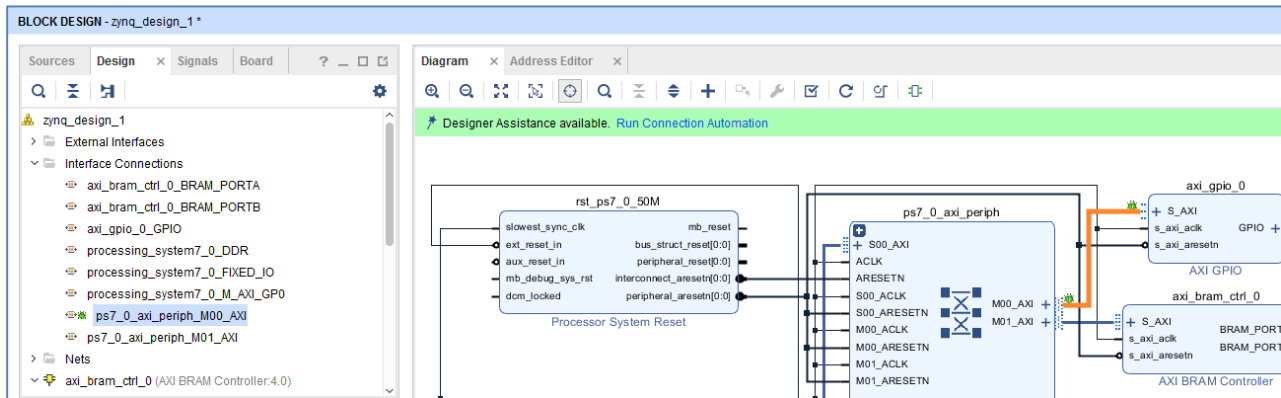 BLOCK DESIGN - zynq_design_1 *
Sources Design × Signals Board ? _
Diagram × Address Editor ×
zynq_design_1
Designer Assistance available. Run Connection Automation
External Interfaces
Interface Connections
axi_bram_ctrl_0_BRAM_PORTA
axi_bram_ctrl_0_BRAM_PORTB
axi_gpio_0_GPIO
processing_system7_0_DDR
processing_system7_0_FIXED_IO
processing_system7_0_M_AXI_GP0
ps7_0_axi_periph_M00_AXI
ps7_0_axi_periph_M01_AXI
Nets
axi_bram_ctrl_0 (AXI BRAM Controller:4.0)
rst_ps7_0_50M
slowest_sync_clk
ext_reset_in
aux_reset_in
mb_debug_sys_rst
dcm_locked
mb_reset
bus_struct_reset[0:0]
peripheral_reset[0:0]
interconnect_aresetn[0:0]
peripheral_aresetn[0:0]
Processor System Reset
ps7_0_axi_periph
+ S00_AXI
ACLK
ARESETN
S00_ACLK
S00_ARESETN
M00_ACLK
M00_ARESETN
M01_ACLK
M01_ARESETN
M00_AXI +
M01_AXI +
axi_gpio_0
+ S_AXI
s_axi_aclk
s_axi_aresetn
GPIO +
AXI GPIO
axi_bram_ctrl_0
+ S_AXI
s_axi_aclk
s_axi_aresetn
BRAM_PORT
BRAM_PORT
AXI BRAM Controller